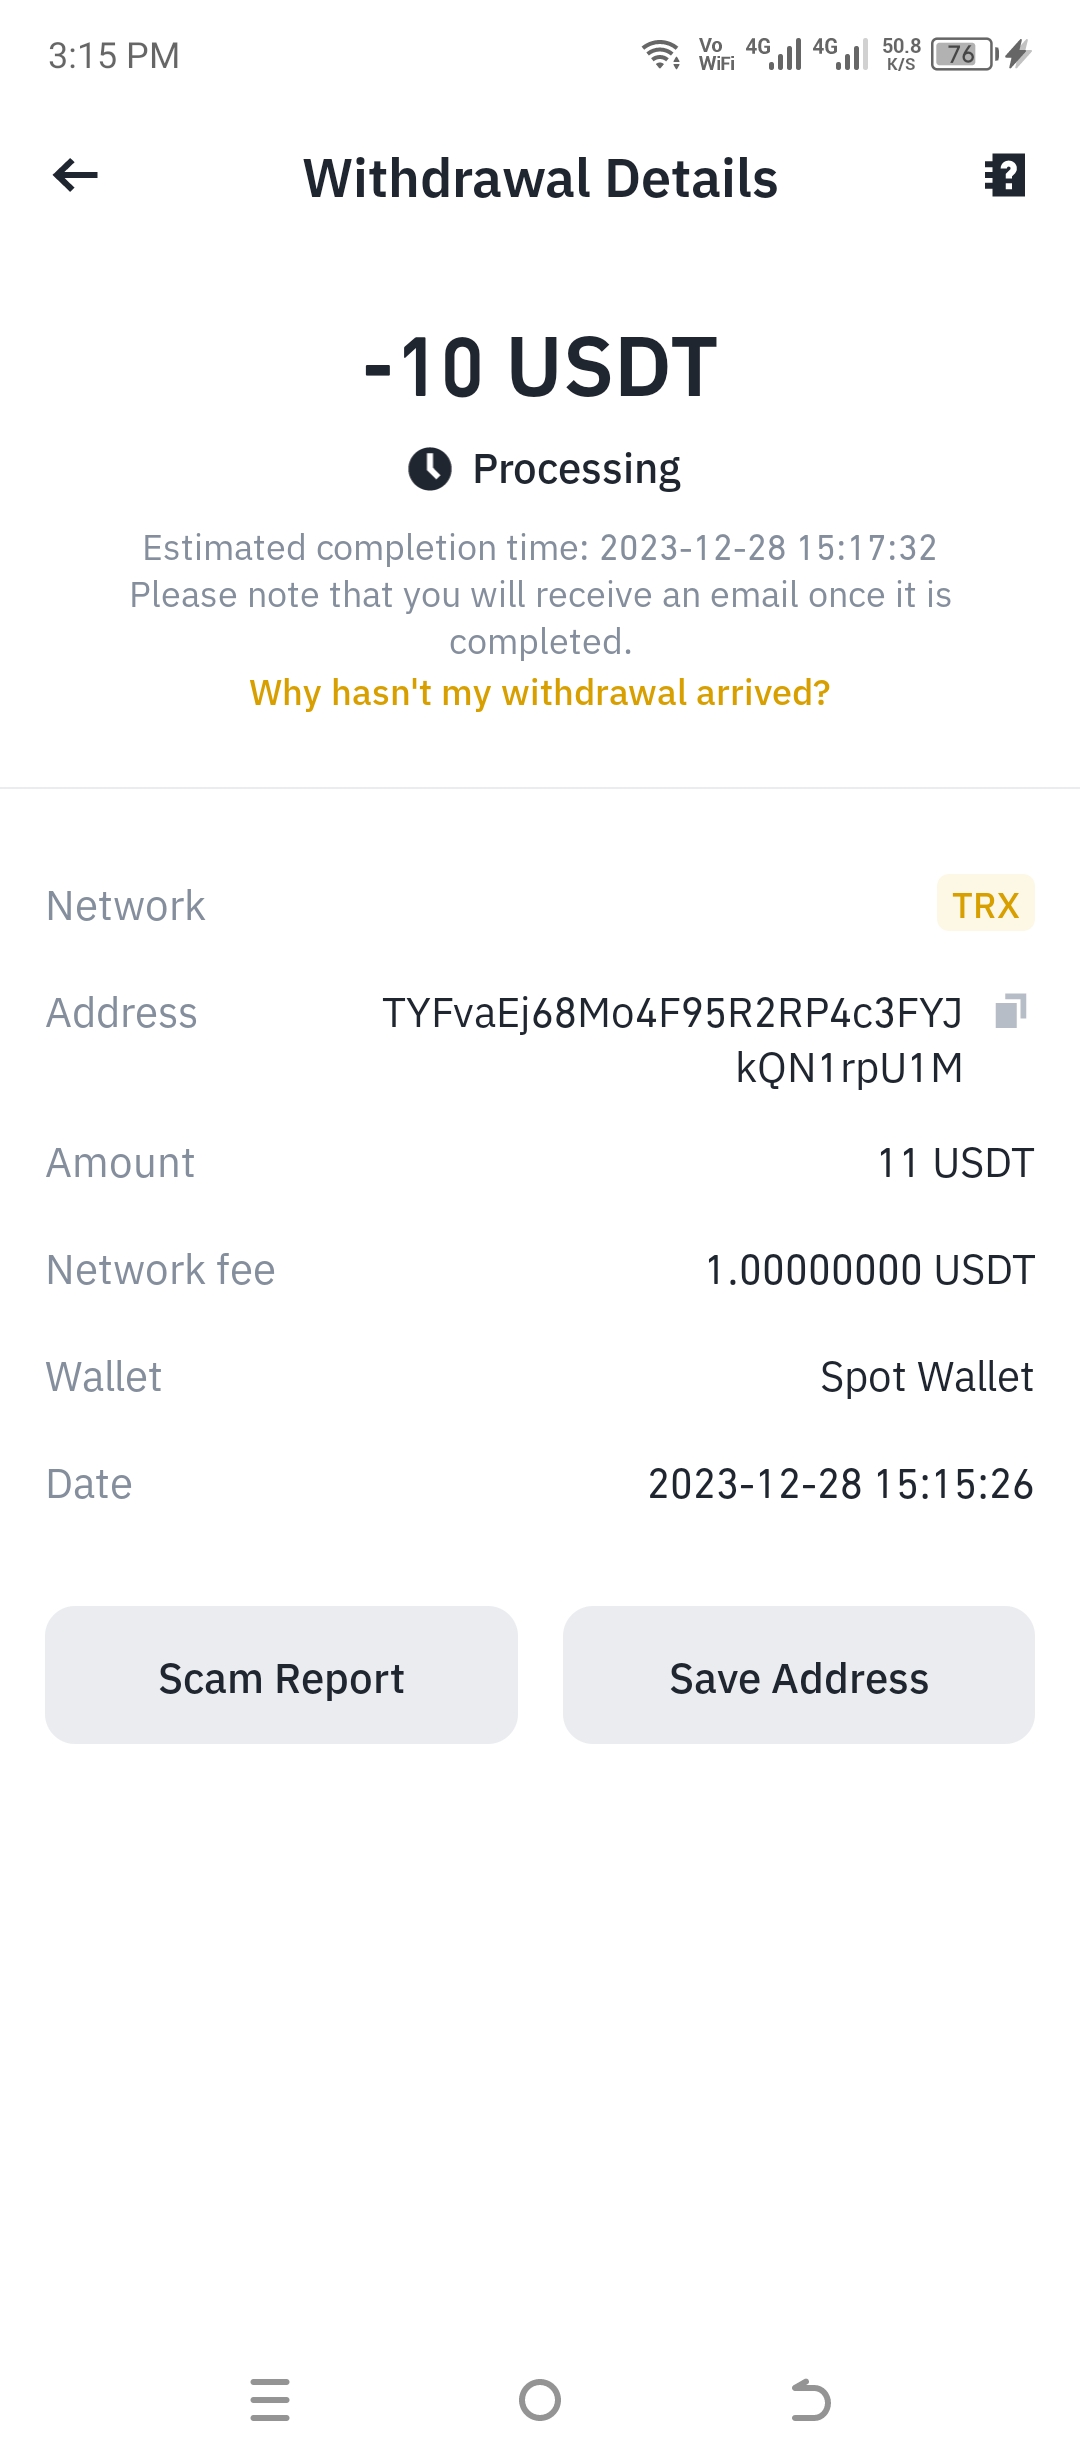 3:15 PM
Vo WiFi 4G 4G 50.8 K/S 76
Withdrawal Details
-10 USDT
Processing
Estimated completion time: 2023-12-28 15:17:32
Please note that you will receive an email once it is
completed.
Why hasn't my withdrawal arrived?
Network TRX
Address TYFvaEj68Mo4F95R2RP4c3FYJ
kQN1rpU1M
Amount 11 USDT
Network fee 1.00000000 USDT
Wallet Spot Wallet
Date 2023-12-28 15:15:26
Scam Report Save Address